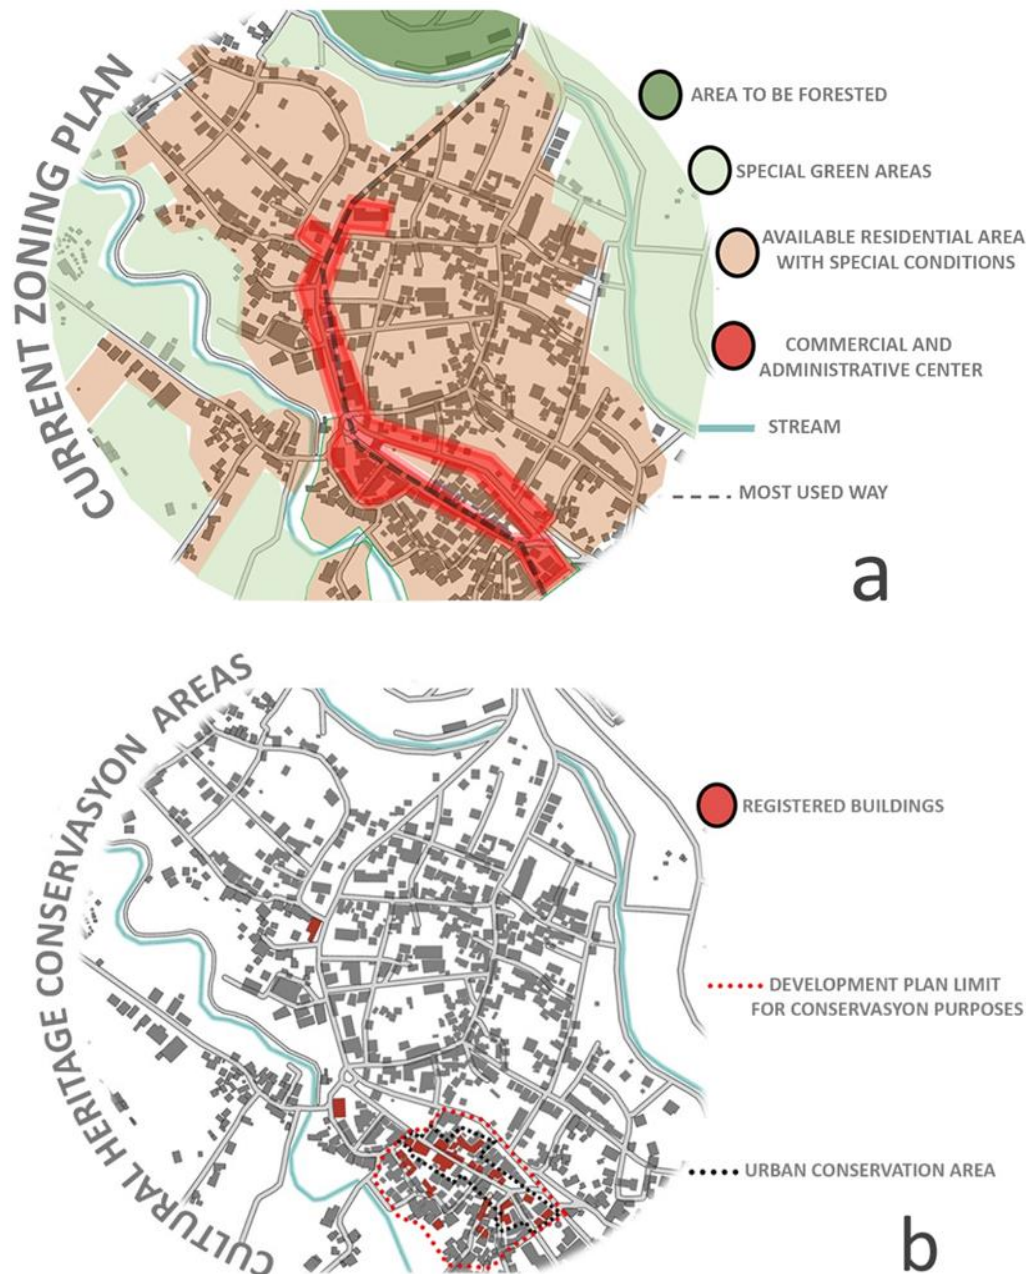 CURRENT ZONING PLAN
AREA TO BE FORESTED
SPECIAL GREEN AREAS
AVAILABLE RESIDENTIAL AREA
WITH SPECIAL CONDITIONS
COMMERCIAL AND
ADMINISTRATIVE CENTER
STREAM
MOST USED WAY
a
CULTURAL HERITAGE CONSERVASYON AREAS
REGISTERED BUILDINGS
DEVELOPMENT PLAN LIMIT
FOR CONSERVASYON PURPOSES
URBAN CONSERVATION AREA
b